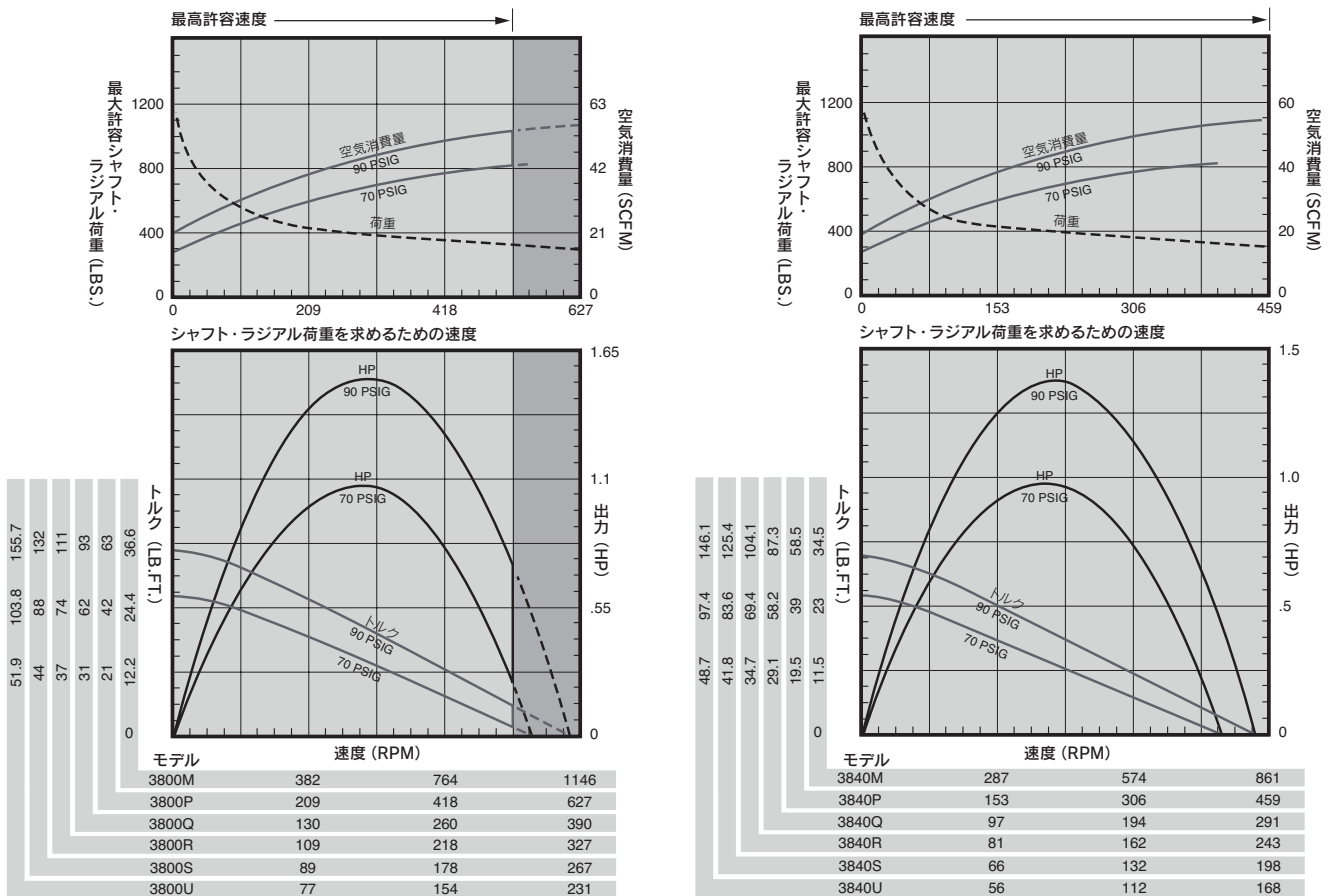 最高許容速度
最大許容シャフト・
ラジアル荷重 (LBS.)
1200
800
400
0
63
42
21
0
空気消費量 (SCFM)
空気消費量
90 PSIG
70 PSIG
荷重
0 209 418 627
シャフト・ラジアル荷重を求めるための速度
HP
90 PSIG
HP
70 PSIG
トルク
90 PSIG
70 PSIG
1.65
1.1
.55
0
出力 (HP)
トルク (LB.FT.)
155.7 132 111 93 63 36.6
103.8 88 74 62 42 24.4
51.9 44 37 31 21 12.2
0
速度 (RPM)
モデル
3800M 382 764 1146
3800P 209 418 627
3800Q 130 260 390
3800R 109 218 327
3800S 89 178 267
3800U 77 154 231
最高許容速度
最大許容シャフト・
ラジアル荷重 (LBS.)
1200
800
400
0
60
40
20
0
空気消費量 (SCFM)
空気消費量
90 PSIG
70 PSIG
荷重
0 153 306 459
シャフト・ラジアル荷重を求めるための速度
HP
90 PSIG
HP
70 PSIG
トルク
90 PSIG
70 PSIG
1.5
1.0
.5
0
出力 (HP)
トルク (LB.FT.)
146.1 125.4 104.1 87.3 58.5 34.5
97.4 83.6 69.4 58.2 39 23
48.7 41.8 34.7 29.1 19.5 11.5
0
速度 (RPM)
モデル
3840M 287 574 861
3840P 153 306 459
3840Q 97 194 291
3840R 81 162 243
3840S 66 132 198
3840U 56 112 168